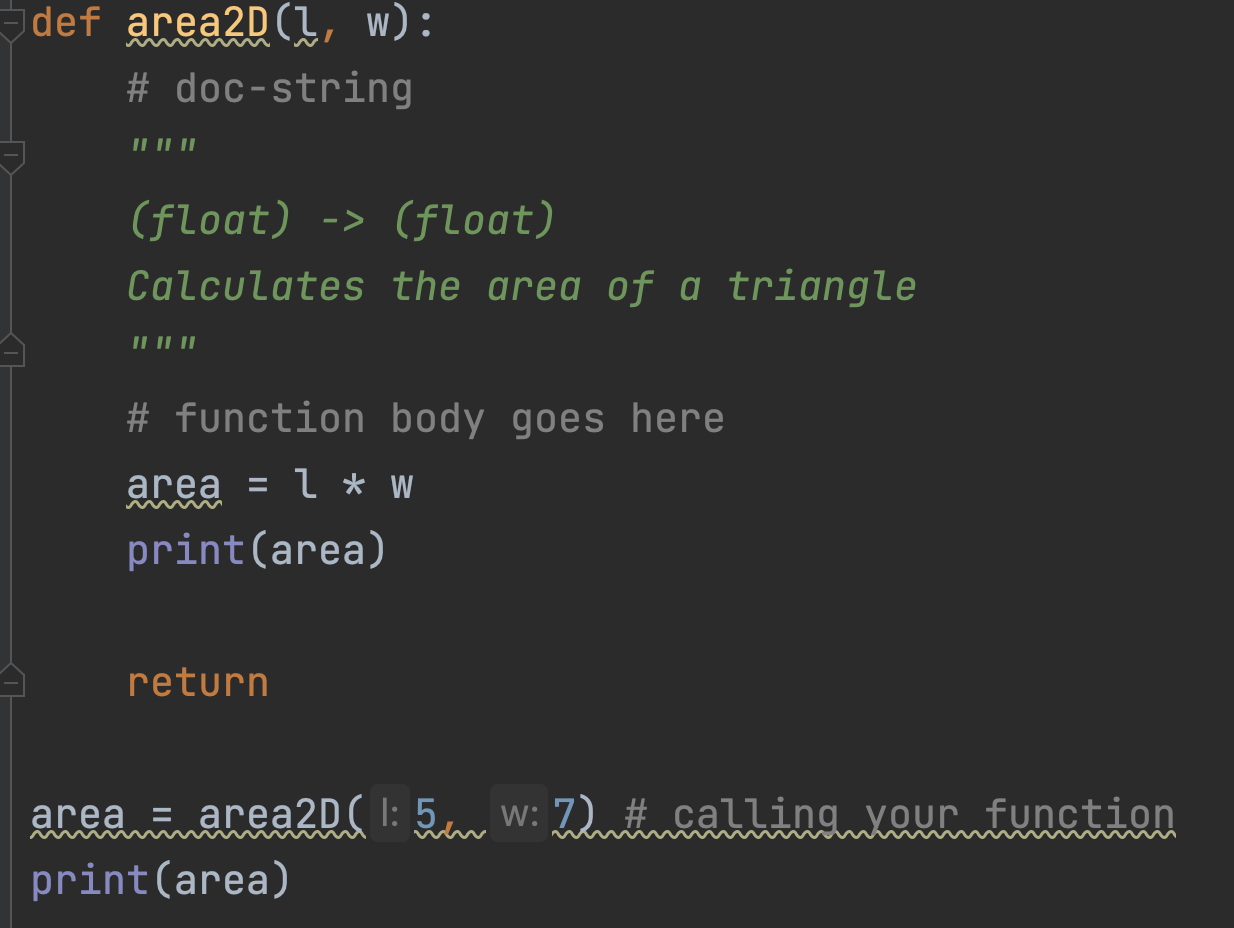 def area2D(l, w):
# doc-string
"""
(float) -> (float)
Calculates the area of a triangle
"""
# function body goes here
area = l * w
print(area)
return
area = area2D( l: 5, w: 7) # calling your function
print(area)